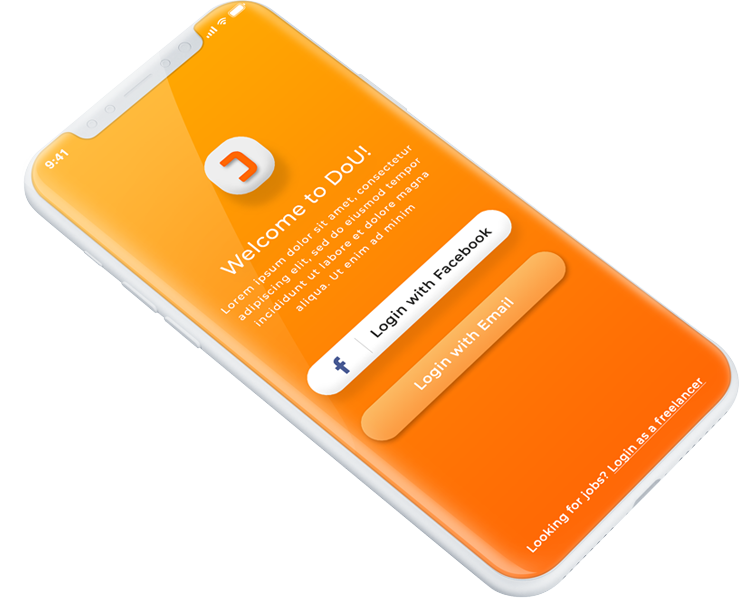 9:41
Welcome to DoU!
Lorem ipsum dolor sit amet, consectetur
adipiscing elit, sed do eiusmod tempor
incididunt ut labore et dolore magna
aliqua. Ut enim ad minim
Login with Facebook
Login with Email
Looking for jobs? Login as a freelancer